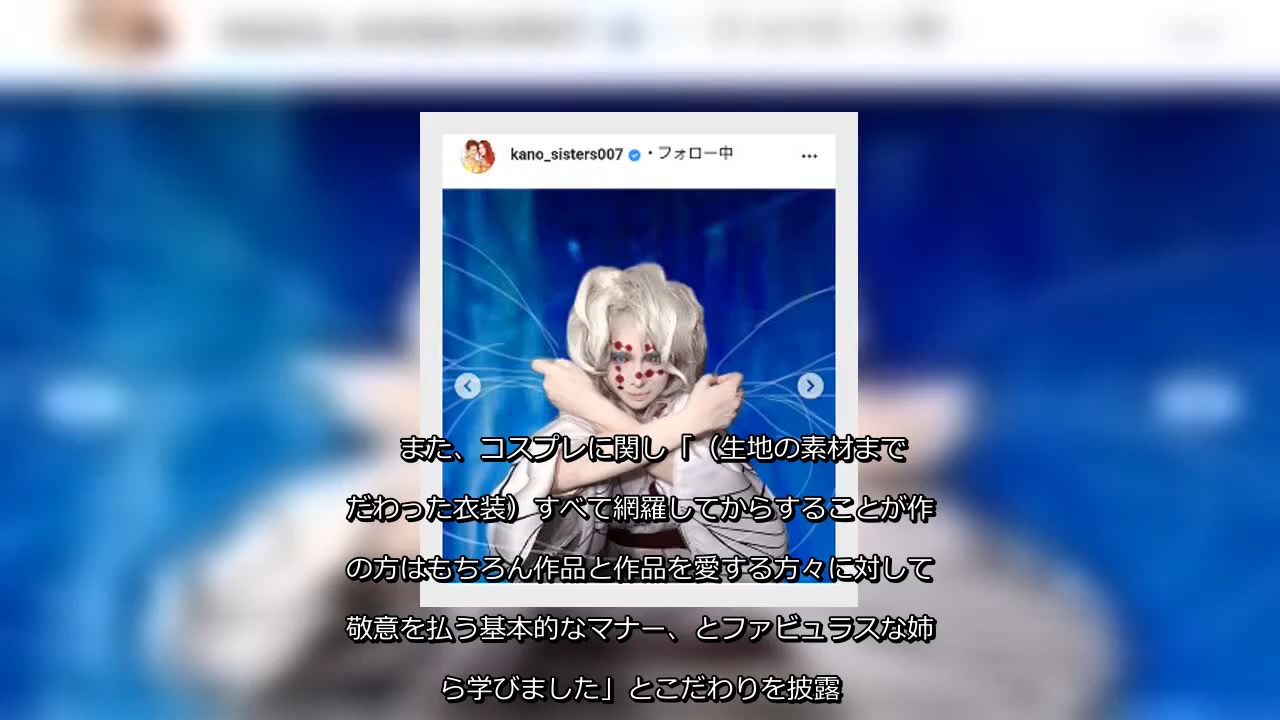 kano_sisters007 ・フォロー中
また、コスプレに関し「（生地の素材まで
だわった衣装）すべて網羅してからすることが作
の方はもちろん作品と作品を愛する方々に対して
敬意を払う基本的なマナー、とファビュラスな姉
ら学びました」とこだわりを披露